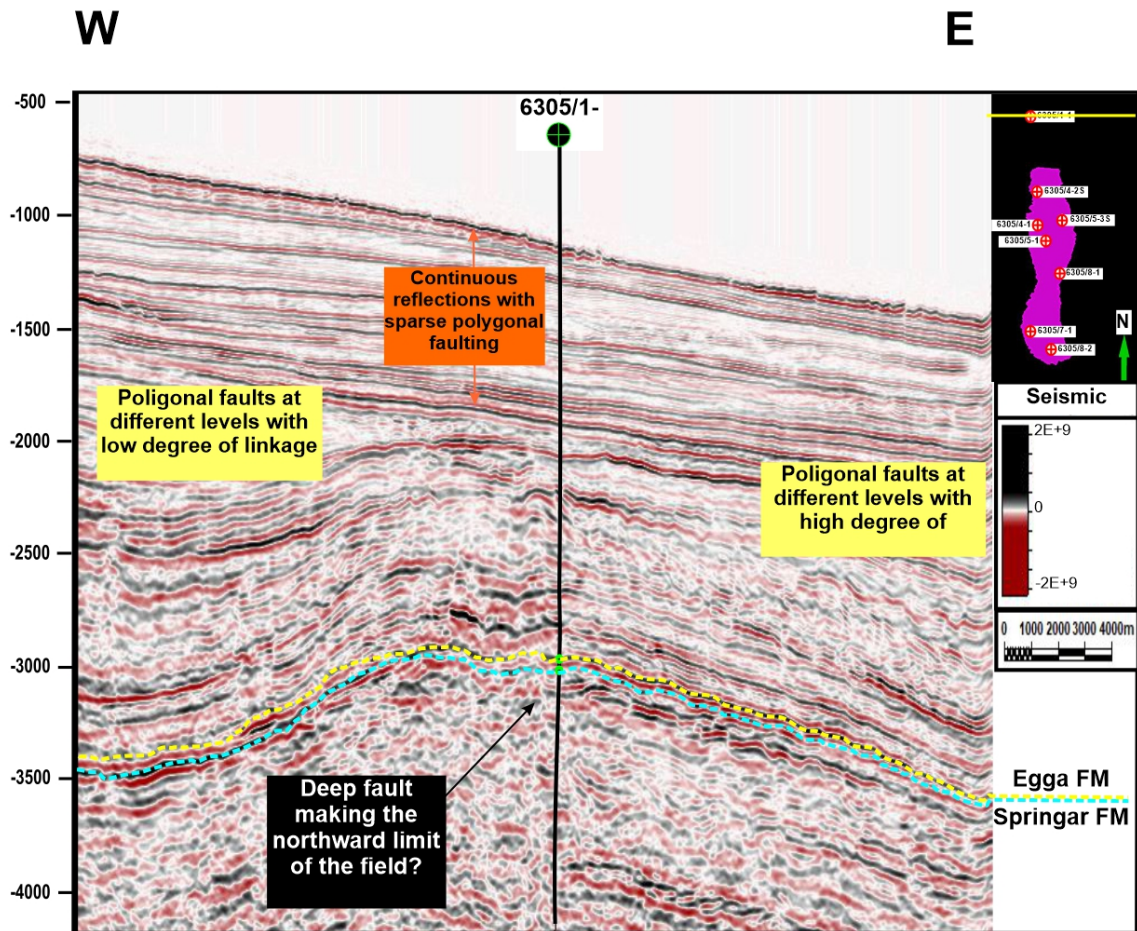 W
E
-500
-1000
-1500
-2000
-2500
-3000
-3500
-4000
6305/1-
Continuous
reflections with
sparse polygonal
faulting
Poligonal faults at
different levels with
low degree of linkage
Poligonal faults at
different levels with
high degree of
Deep fault
making the
northward limit
of the field?
6305/1-1
6305/4-2S
6305/4-1
6305/5-3S
6305/5-1
6305/8-1
6305/7-1
6305/8-2
N
Seismic
2E+9
0
-2E+9
0 1000 2000 3000 4000m
Egga FM
Springar FM